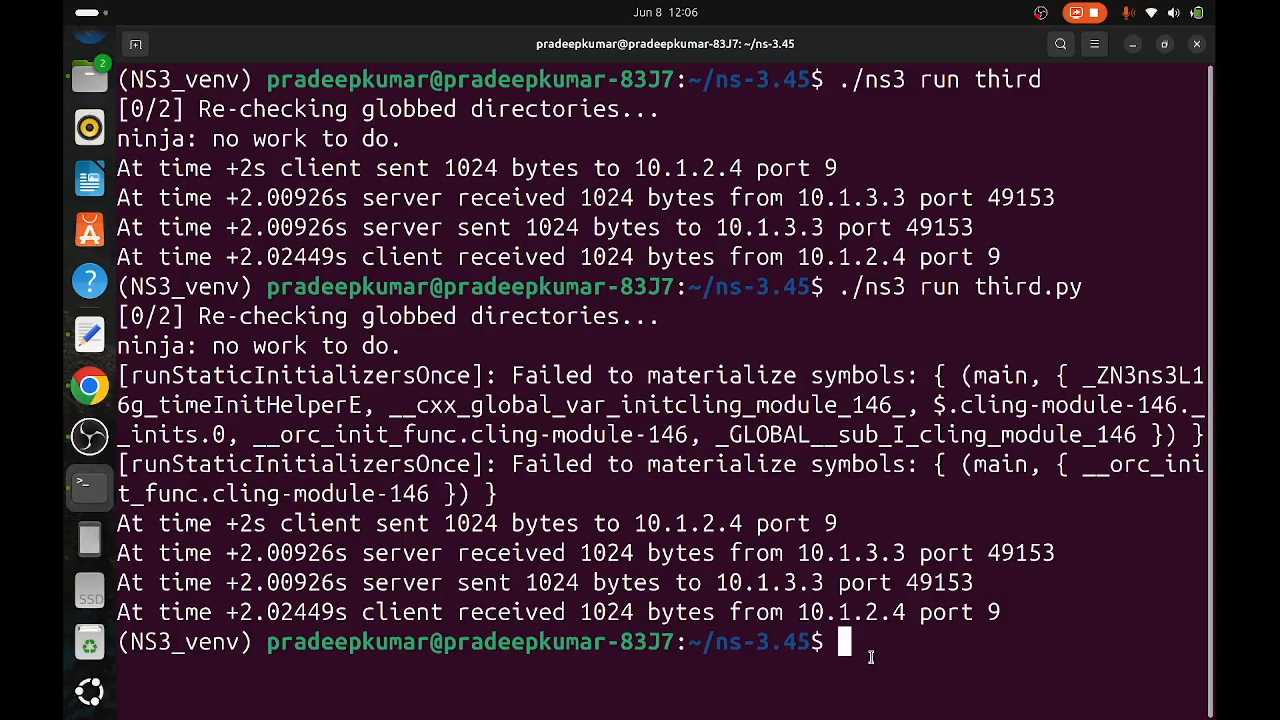 Jun 8 12:06
pradeepkumar@pradeepkumar-83J7: ~/ns-3.45
2
(NS3_venv) pradeepkumar@pradeepkumar-83J7:~/ns-3.45$ ./ns3 run third
[0/2] Re-checking globbed directories...
ninja: no work to do.
At time +2s client sent 1024 bytes to 10.1.2.4 port 9
At time +2.00926s server received 1024 bytes from 10.1.3.3 port 49153
At time +2.00926s server sent 1024 bytes to 10.1.3.3 port 49153
At time +2.02449s client received 1024 bytes from 10.1.2.4 port 9
(NS3_venv) pradeepkumar@pradeepkumar-83J7:~/ns-3.45$ ./ns3 run third.py
[0/2] Re-checking globbed directories...
ninja: no work to do.
[runStaticInitializersOnce]: Failed to materialize symbols: { (main, { _ZN3ns3L1
6g_timeInitHelperE, __cxx_global_var_initcling_module_146_, $.cling-module-146._
_inits.0, __orc_init_func.cling-module-146, _GLOBAL__sub_I_cling_module_146 }) }
[runStaticInitializersOnce]: Failed to materialize symbols: { (main, { __orc_ini
t_func.cling-module-146 }) }
At time +2s client sent 1024 bytes to 10.1.2.4 port 9
At time +2.00926s server received 1024 bytes from 10.1.3.3 port 49153
At time +2.00926s server sent 1024 bytes to 10.1.3.3 port 49153
At time +2.02449s client received 1024 bytes from 10.1.2.4 port 9
(NS3_venv) pradeepkumar@pradeepkumar-83J7:~/ns-3.45$
SSD